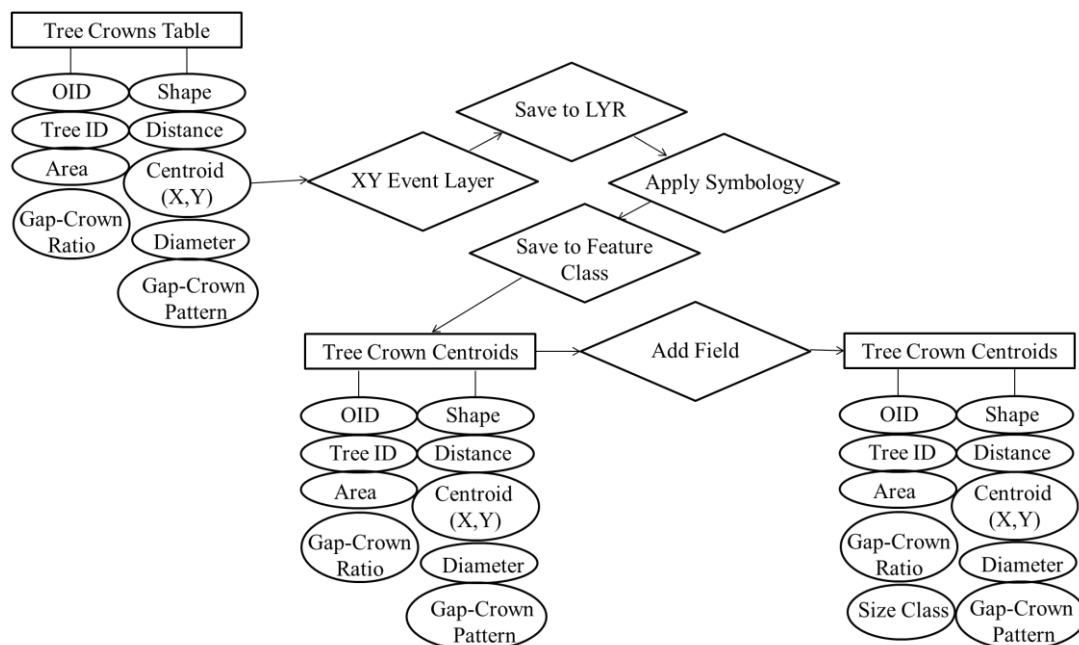 Tree Crowns Table
OID
Shape
Tree ID
Distance
Area
Centroid
(X,Y)
Gap-Crown
Ratio
Diameter
Gap-Crown
Pattern
XY Event Layer
Save to LYR
Apply Symbology
Save to Feature
Class
Tree Crown Centroids
OID
Shape
Tree ID
Distance
Area
Centroid
(X,Y)
Gap-Crown
Ratio
Diameter
Gap-Crown
Pattern
Add Field
Tree Crown Centroids
OID
Shape
Tree ID
Distance
Area
Centroid
(X,Y)
Gap-Crown
Ratio
Diameter
Size Class
Gap-Crown
Pattern